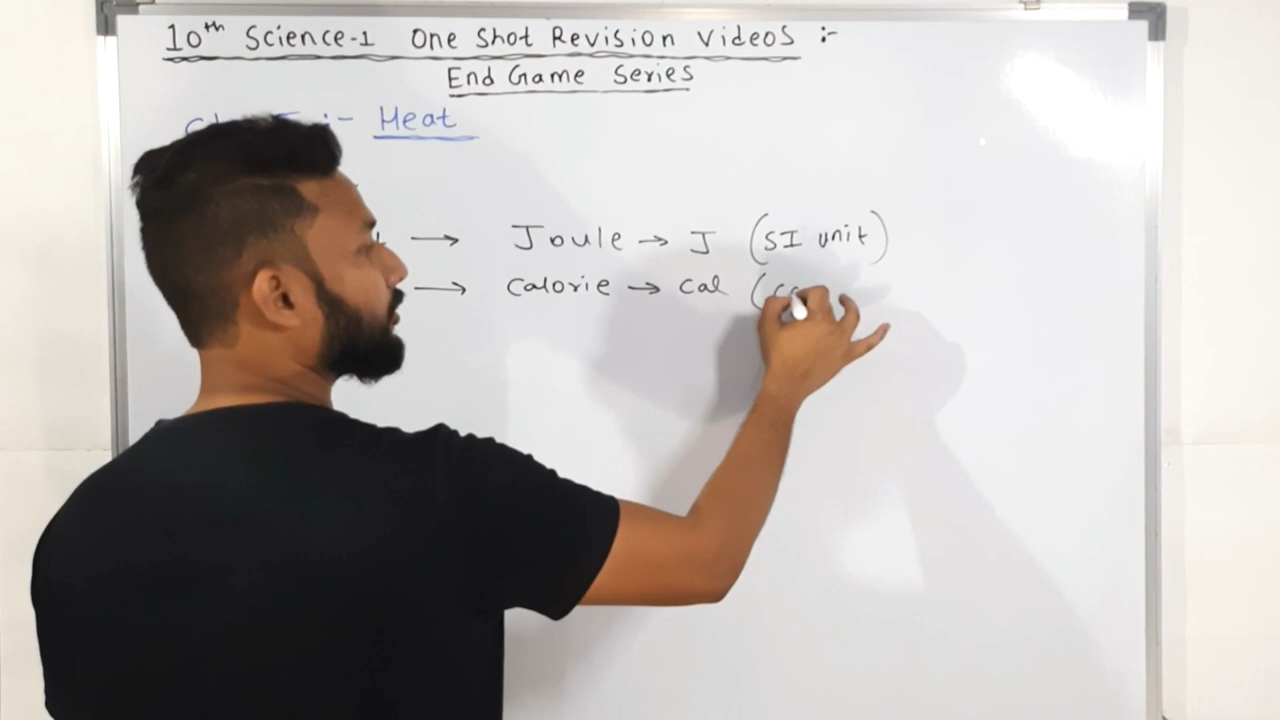 10th Science-1 One Shot Revision Videos :-
End Game Series
:- Heat
→ Joule → J (SI unit)
→ Calorie → Cal (